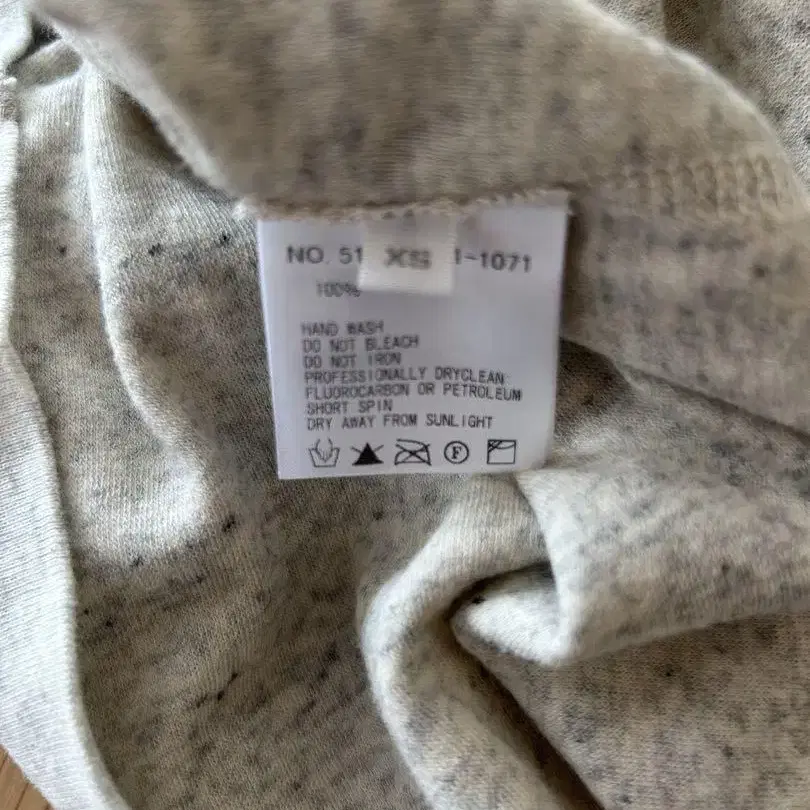 NO. 51 XS 1-1071
100%
HAND WASH
DO NOT BLEACH
DO NOT IRON
PROFESSIONALLY DRYCLEAN
FLUOROCARBON OR PETROLEUM
SHORT SPIN
DRY AWAY FROM SUNLIGHT
F